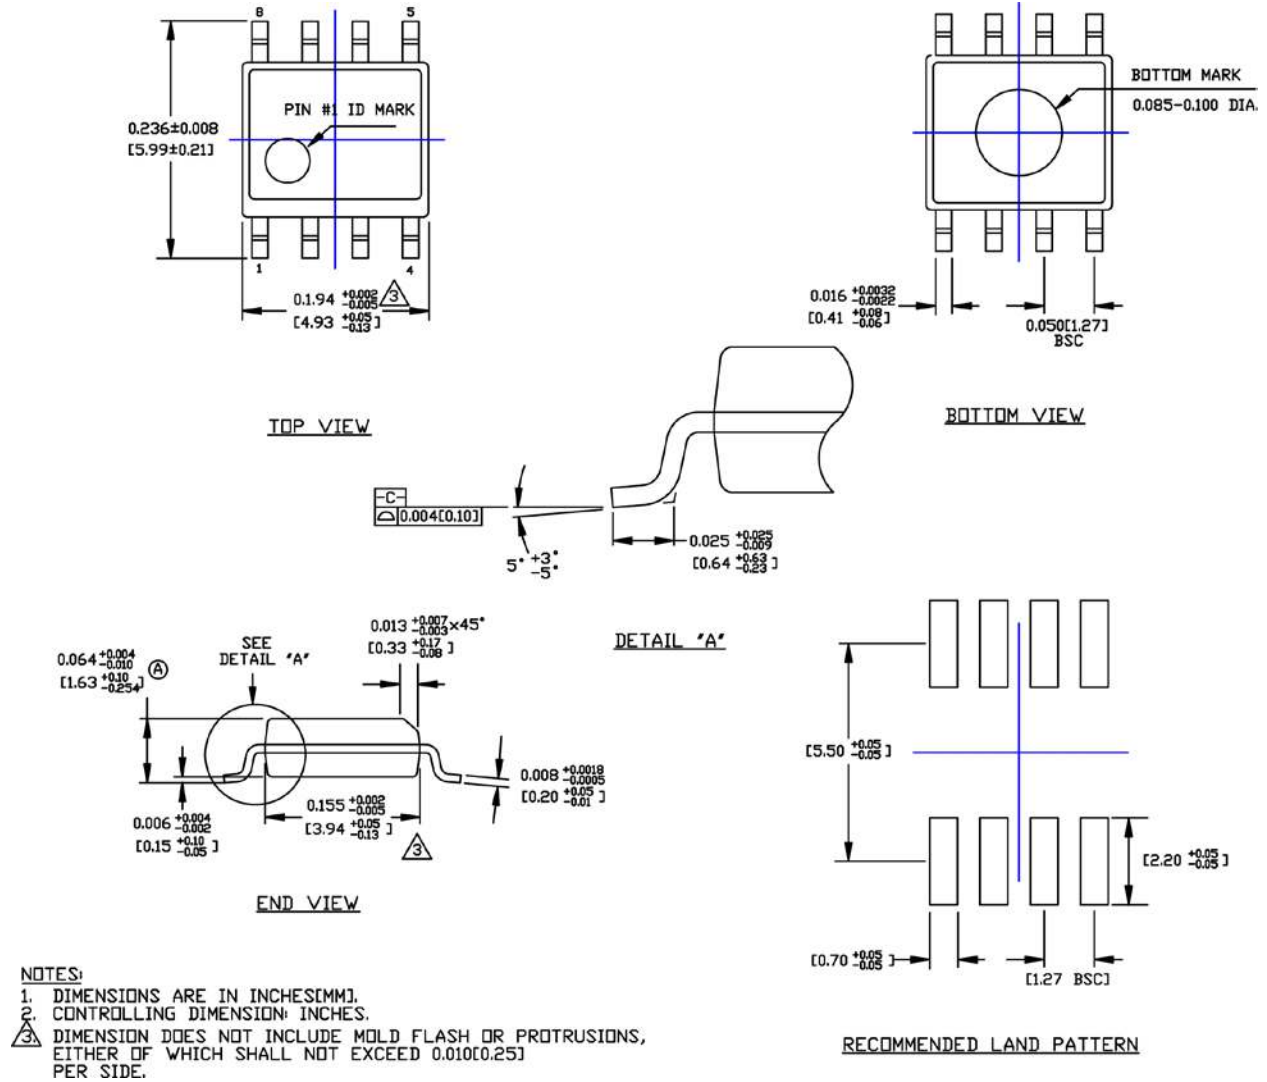 8
5
PIN #1 ID MARK
0.236±0.008
[5.99±0.21]
1
4
0.1.94 +0.002 -0.005
[4.93 +0.05 -0.13 ]
3
TOP VIEW
BOTTOM MARK
0.085-0.100 DIA.
0.016 +0.0032 -0.0022
[0.41 +0.08 -0.06 ]
0.050[1.27]
BSC
BOTTOM VIEW
-C-
0.004[0.10]
5° +3° -5°
0.025 +0.025 -0.009
[0.64 +0.63 -0.23 ]
DETAIL "A"
SEE
DETAIL "A"
0.064 +0.004 -0.010
[1.63 +0.10 -0.254 ]
A
0.013 +0.007 -0.003 ×45°
[0.33 +0.17 -0.08 ]
0.008 +0.0018 -0.0005
[0.20 +0.05 -0.01 ]
0.155 +0.002 -0.005
[3.94 +0.05 -0.13 ]
3
0.006 +0.004 -0.002
[0.15 +0.10 -0.05 ]
END VIEW
[5.50 +0.05 -0.05 ]
[2.20 +0.05 -0.05 ]
[0.70 +0.05 -0.05 ]
[1.27 BSC]
RECOMMENDED LAND PATTERN
NOTES:
1. DIMENSIONS ARE IN INCHES[MM].
2. CONTROLLING DIMENSION: INCHES.
3. DIMENSION DOES NOT INCLUDE MOLD FLASH OR PROTRUSIONS,
EITHER OF WHICH SHALL NOT EXCEED 0.010[0.25]
PER SIDE.